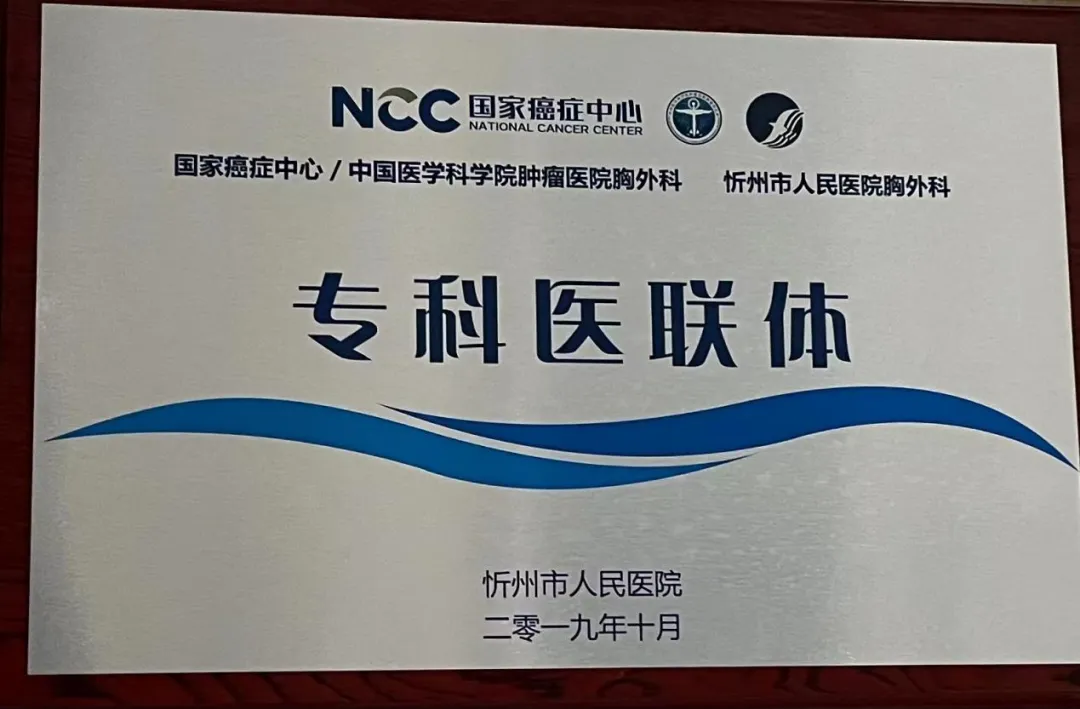 NCC 国家癌症中心
NATIONAL CANCER CENTER
国家癌症中心 / 中国医学科学院肿瘤医院胸外科 忻州市人民医院胸外科
专科医联体
忻州市人民医院
二零一九年十月